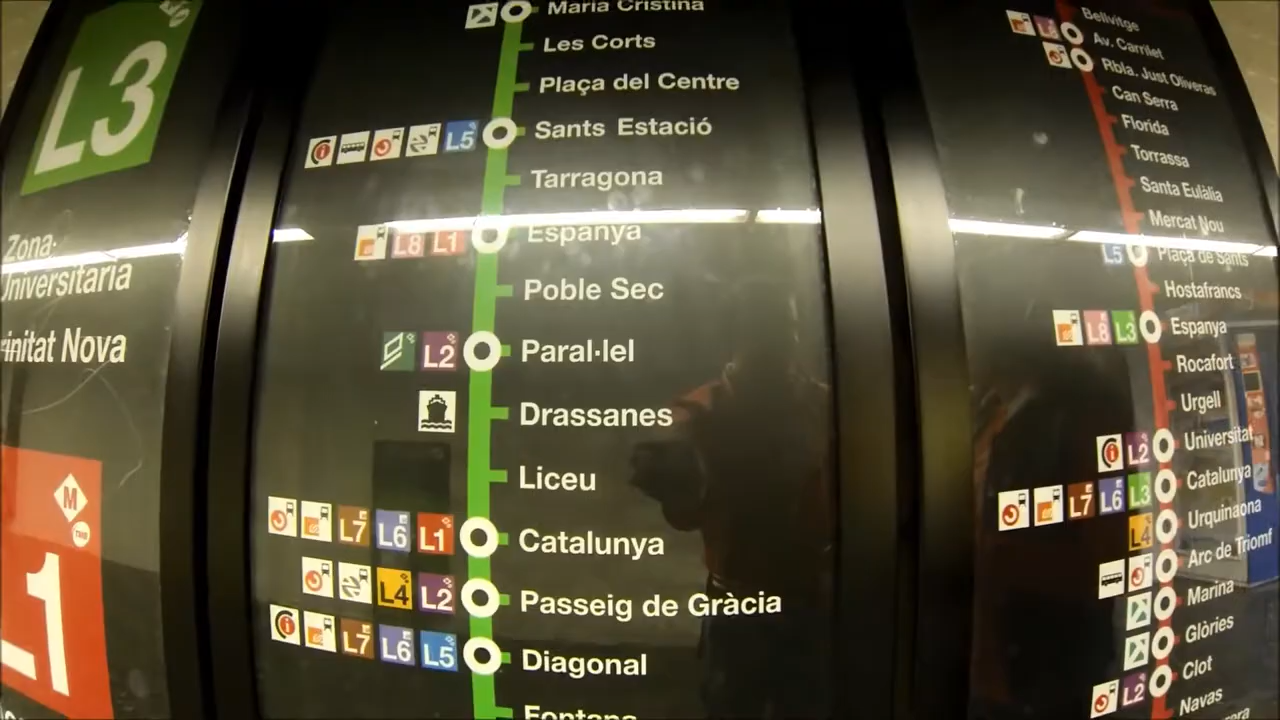 L3
Zona
Universitària
Trinitat Nova
M
L1
Maria Cristina
Les Corts
Plaça del Centre
L5 Sants Estació
Tarragona
L8 L1 Espanya
Poble Sec
L2 Paral·lel
Drassanes
Liceu
L7 L6 L1 Catalunya
L4 L2 Passeig de Gràcia
L7 L6 L5 Diagonal
Fontana
Bellvitge
L8 Av. Carrilet
Rbla. Just Oliveras
Can Serra
Florida
Torrassa
Santa Eulàlia
Mercat Nou
L5 Plaça de Sants
Hostafrancs
L8 L3 Espanya
Rocafort
Urgell
L2 Universitat
L7 L6 L3 Catalunya
L4 Urquinaona
Arc de Triomf
Marina
Glòries
L2 Clot
Navas